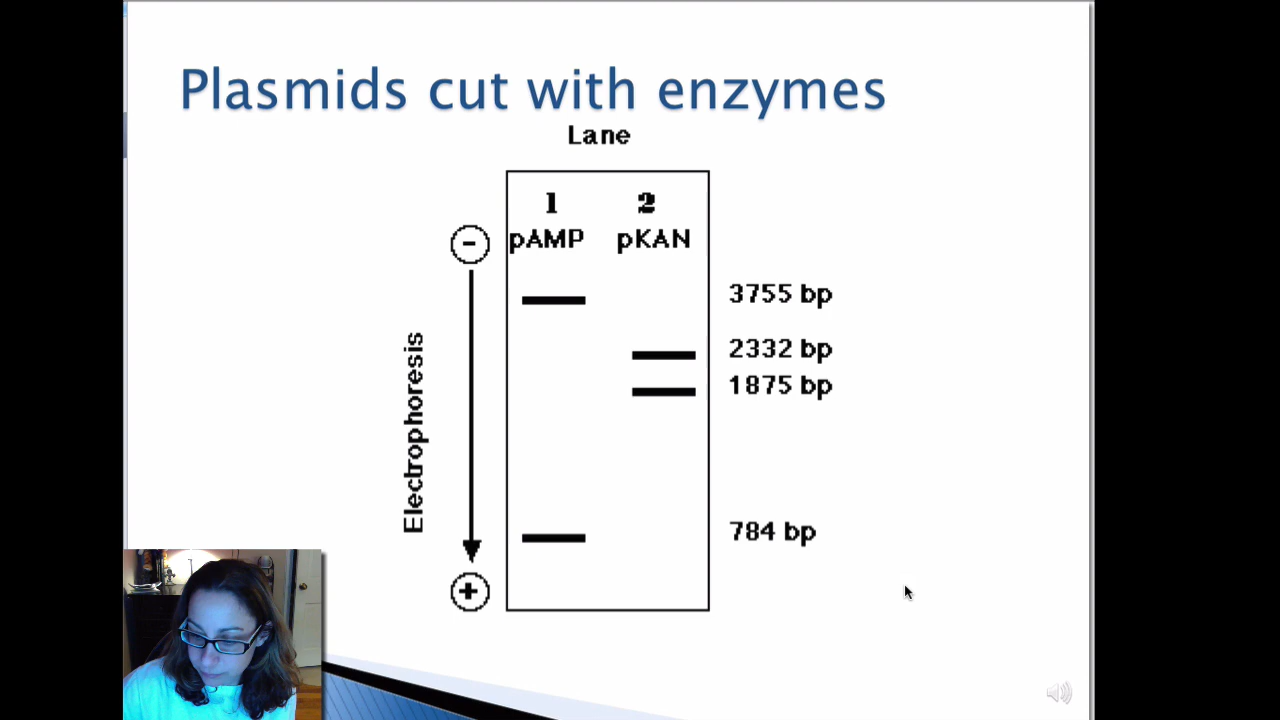 Plasmids cut with enzymes
Lane
1 2
pAMP pKAN
−
3755 bp
2332 bp
1875 bp
Electrophoresis
784 bp
+